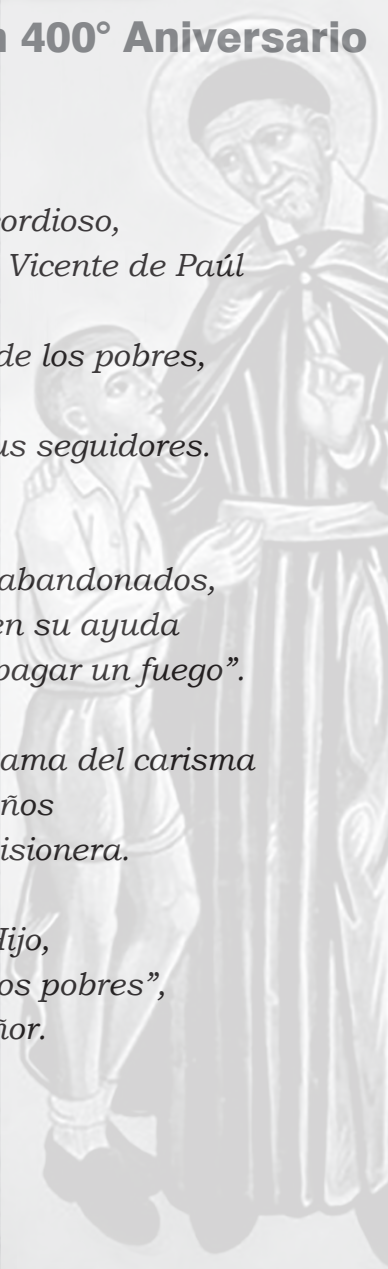 400° Aniversario
ordioso,
Vicente de Paúl
de los pobres,
us seguidores.
abandonados,
en su ayuda
pagar un fuego”.
ama del carisma
ños
isionera.
Hijo,
os pobres”,
ñor.